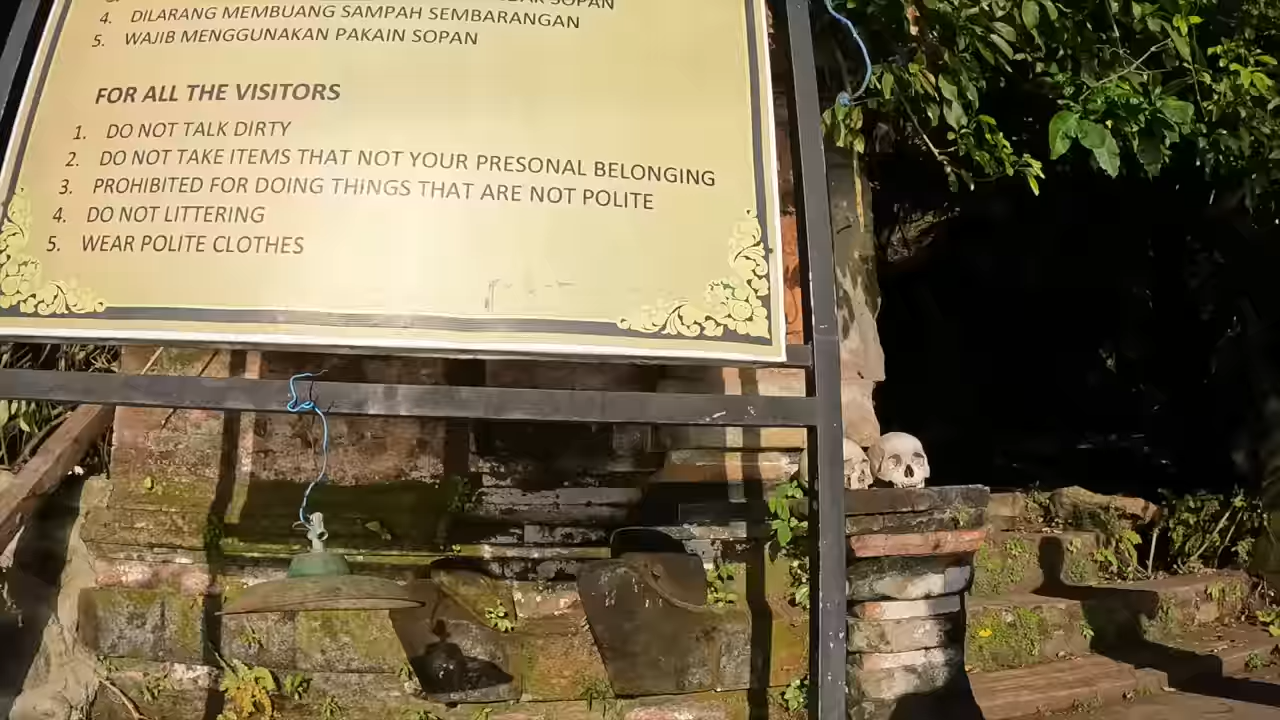 SOPAN
4. DILARANG MEMBUANG SAMPAH SEMBARANGAN
5. WAJIB MENGGUNAKAN PAKAIN SOPAN
FOR ALL THE VISITORS
1. DO NOT TALK DIRTY
2. DO NOT TAKE ITEMS THAT NOT YOUR PRESONAL BELONGING
3. PROHIBITED FOR DOING THINGS THAT ARE NOT POLITE
4. DO NOT LITTERING
5. WEAR POLITE CLOTHES